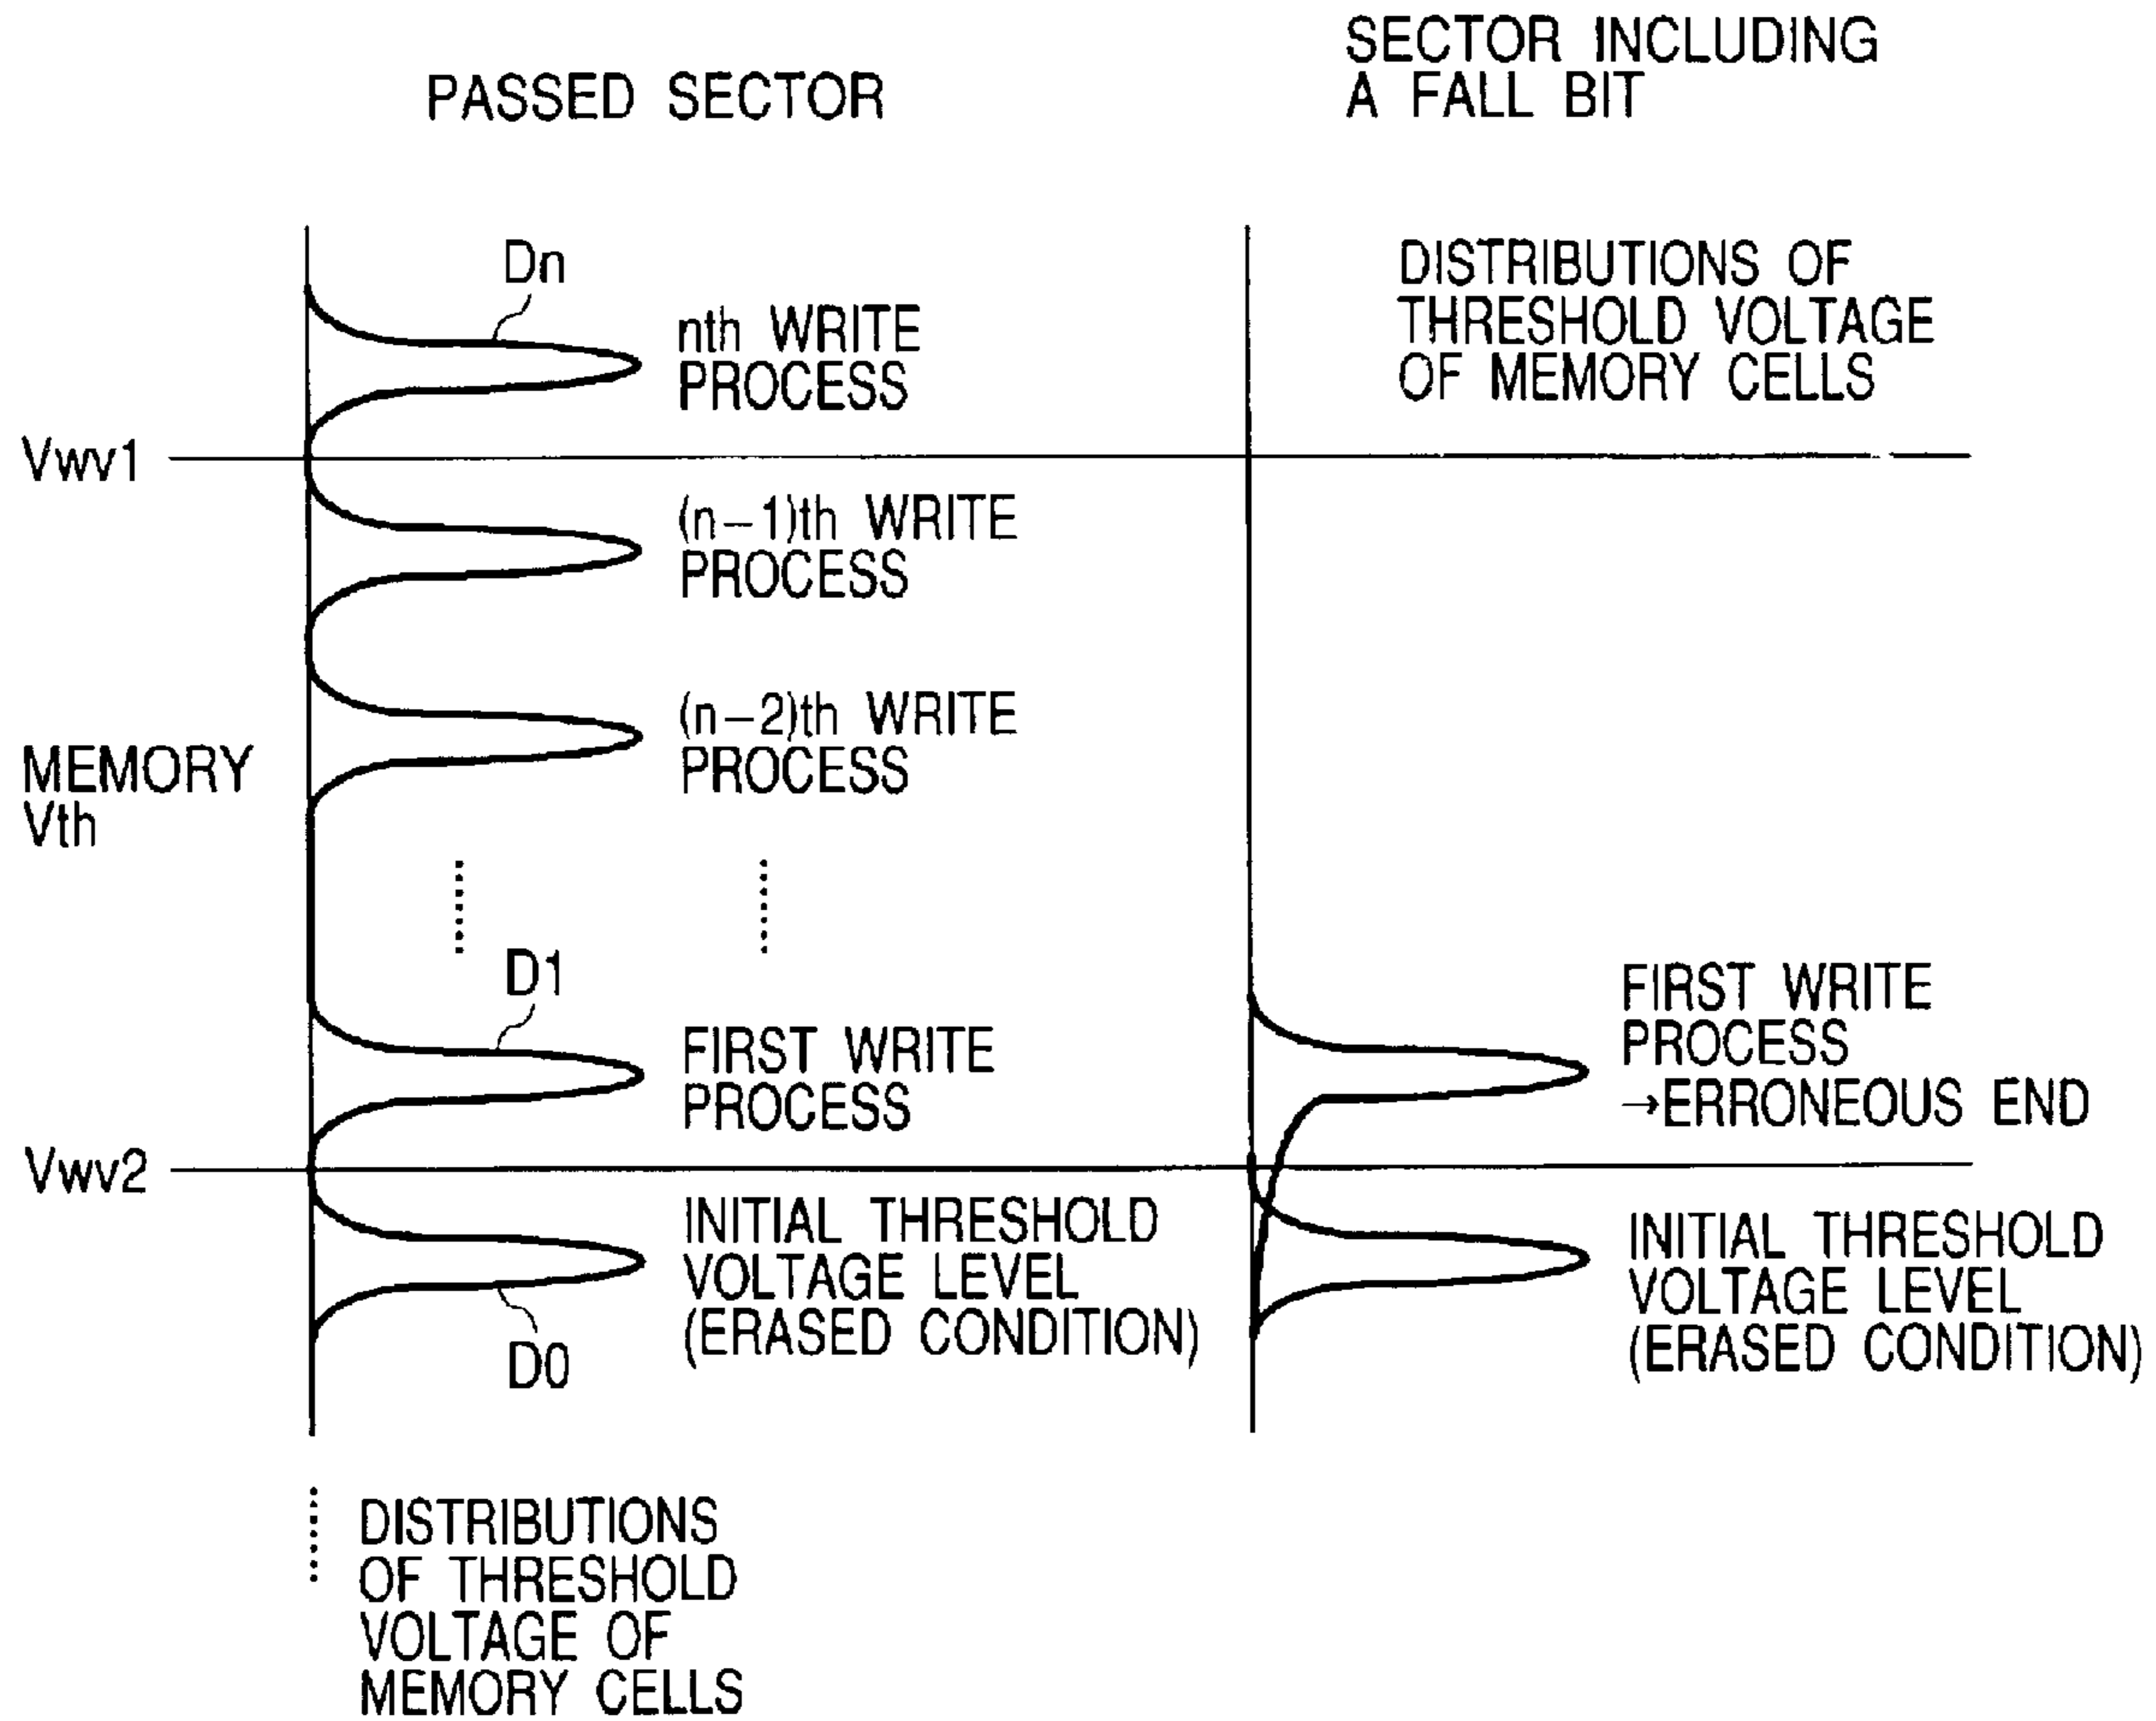 PASSED SECTOR
SECTOR INCLUDING
A FALL BIT
Dn
nth WRITE
PROCESS
DISTRIBUTIONS OF
THRESHOLD VOLTAGE
OF MEMORY CELLS
Vwv1
(n-1)th WRITE
PROCESS
(n-2)th WRITE
PROCESS
MEMORY
Vth
D1
FIRST WRITE
PROCESS
FIRST WRITE
PROCESS
→ERRONEOUS END
Vwv2
INITIAL THRESHOLD
VOLTAGE LEVEL
(ERASED CONDITION)
D0
INITIAL THRESHOLD
VOLTAGE LEVEL
(ERASED CONDITION)
DISTRIBUTIONS
OF THRESHOLD
VOLTAGE OF
MEMORY CELLS